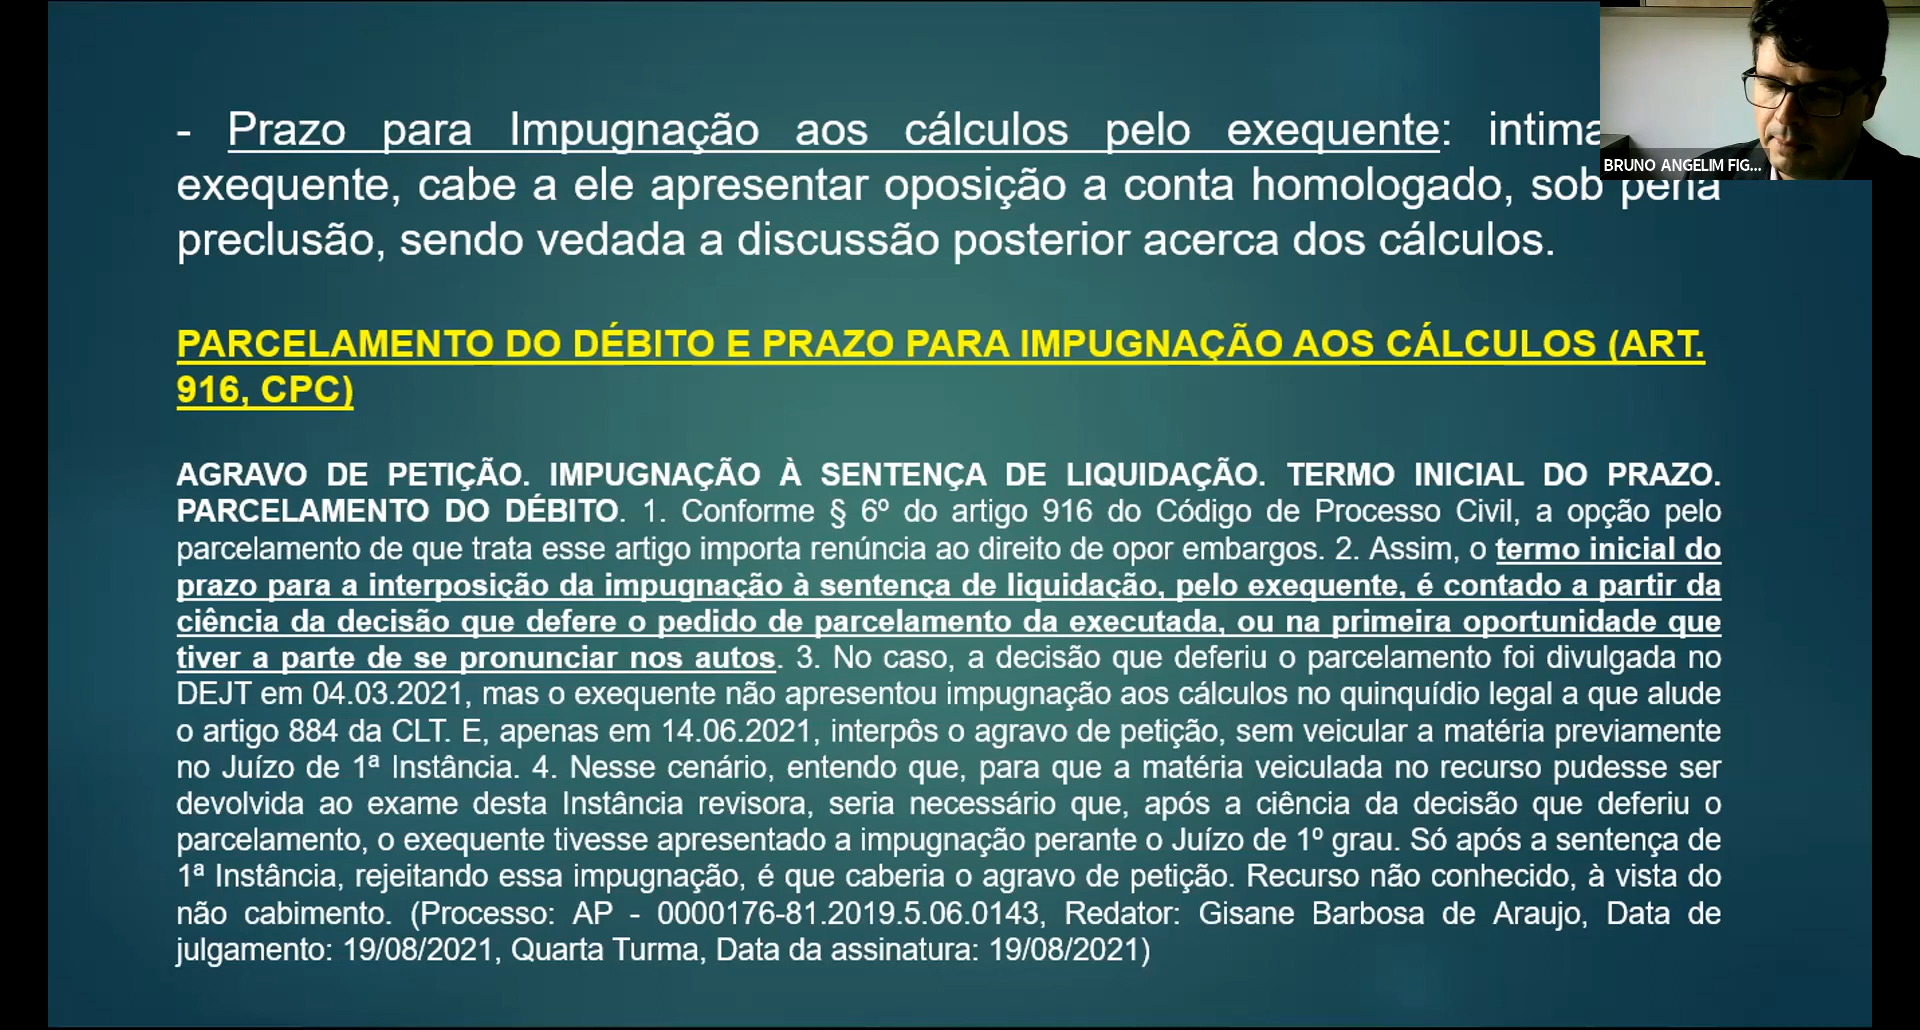 - Prazo para Impugnação aos cálculos pelo exequente:
BRUNO ANGELIM FIG...
exequente, cabe a ele apresentar oposição a conta homologado, sob pena
preclusão, sendo vedada a discussão posterior acerca dos cálculos.
PARCELAMENTO DO DÉBITO E PRAZO PARA IMPUGNAÇÃO AOS CÁLCULOS (ART.
916, CPC)
AGRAVO DE PETIÇÃO. IMPUGNAÇÃO À SENTENÇA DE LIQUIDAÇÃO. TERMO INICIAL DO PRAZO.
PARCELAMENTO DO DÉBITO. 1. Conforme § 6º do artigo 916 do Código de Processo Civil, a opção pelo
parcelamento de que trata esse artigo importa renúncia ao direito de opor embargos. 2. Assim, o termo inicial do
prazo para a interposição da impugnação à sentença de liquidação, pelo exequente, é contado a partir da
ciência da decisão que defere o pedido de parcelamento da executada, ou na primeira oportunidade que
tiver a parte de se pronunciar nos autos. 3. No caso, a decisão que deferiu o parcelamento foi divulgada no
DEJT em 04.03.2021, mas o exequente não apresentou impugnação aos cálculos no quinquídio legal a que alude
o artigo 884 da CLT. E, apenas em 14.06.2021, interpôs o agravo de petição, sem veicular a matéria previamente
no Juízo de 1ª Instância. 4. Nesse cenário, entendo que, para que a matéria veiculada no recurso pudesse ser
devolvida ao exame desta Instância revisora, seria necessário que, após a ciência da decisão que deferiu o
parcelamento, o exequente tivesse apresentado a impugnação perante o Juízo de 1º grau. Só após a sentença de
1ª Instância, rejeitando essa impugnação, é que caberia o agravo de petição. Recurso não conhecido, à vista do
não cabimento. (Processo: AP - 0000176-81.2019.5.06.0143, Redator: Gisane Barbosa de Araujo, Data de
julgamento: 19/08/2021, Quarta Turma, Data da assinatura: 19/08/2021)